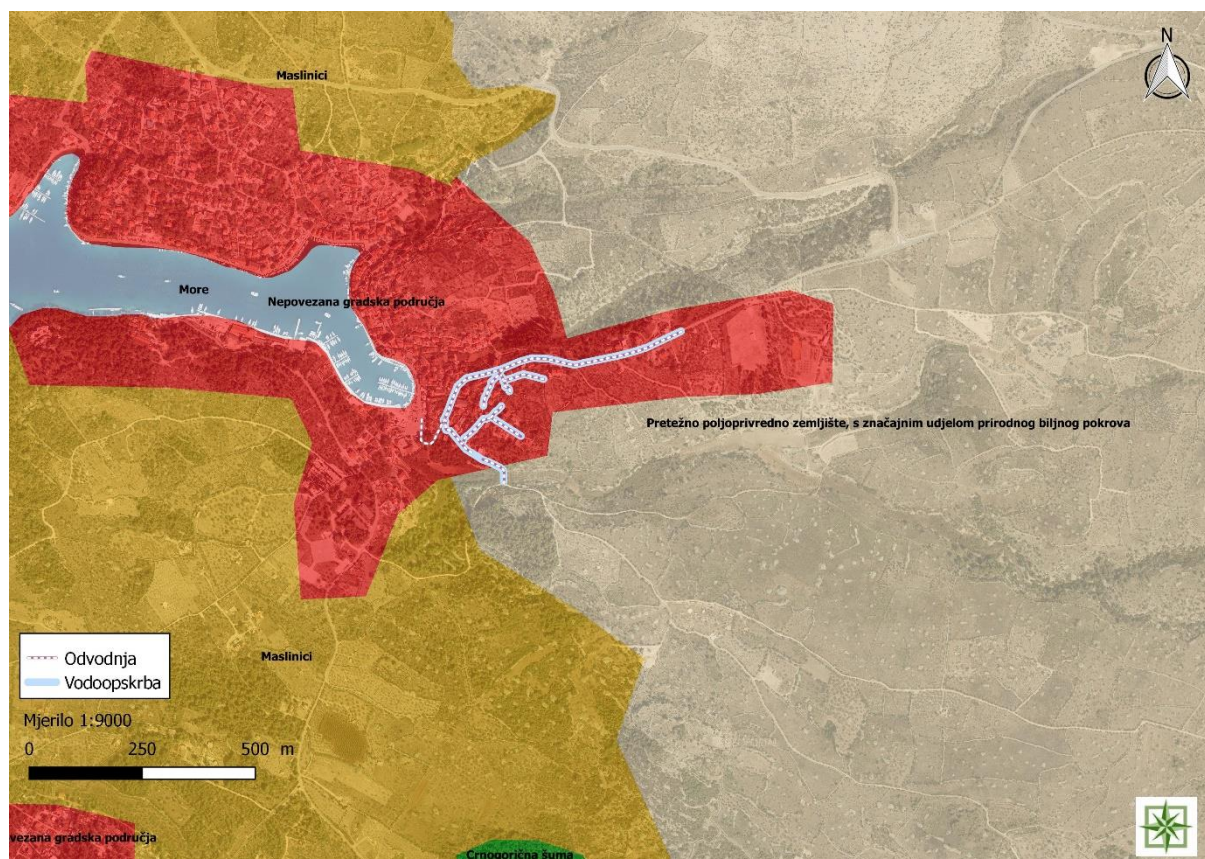 N
Maslinici
More
Nepovezana gradska područja
Pretežno poljoprivredno zemljište, s značajnim udjelom prirodnog biljnog pokrova
Odvodnja
Vodoopskrba
Maslinici
Mjerilo 1:9000
0 250 500 m
vezana gradska područja
Crnogorična šuma